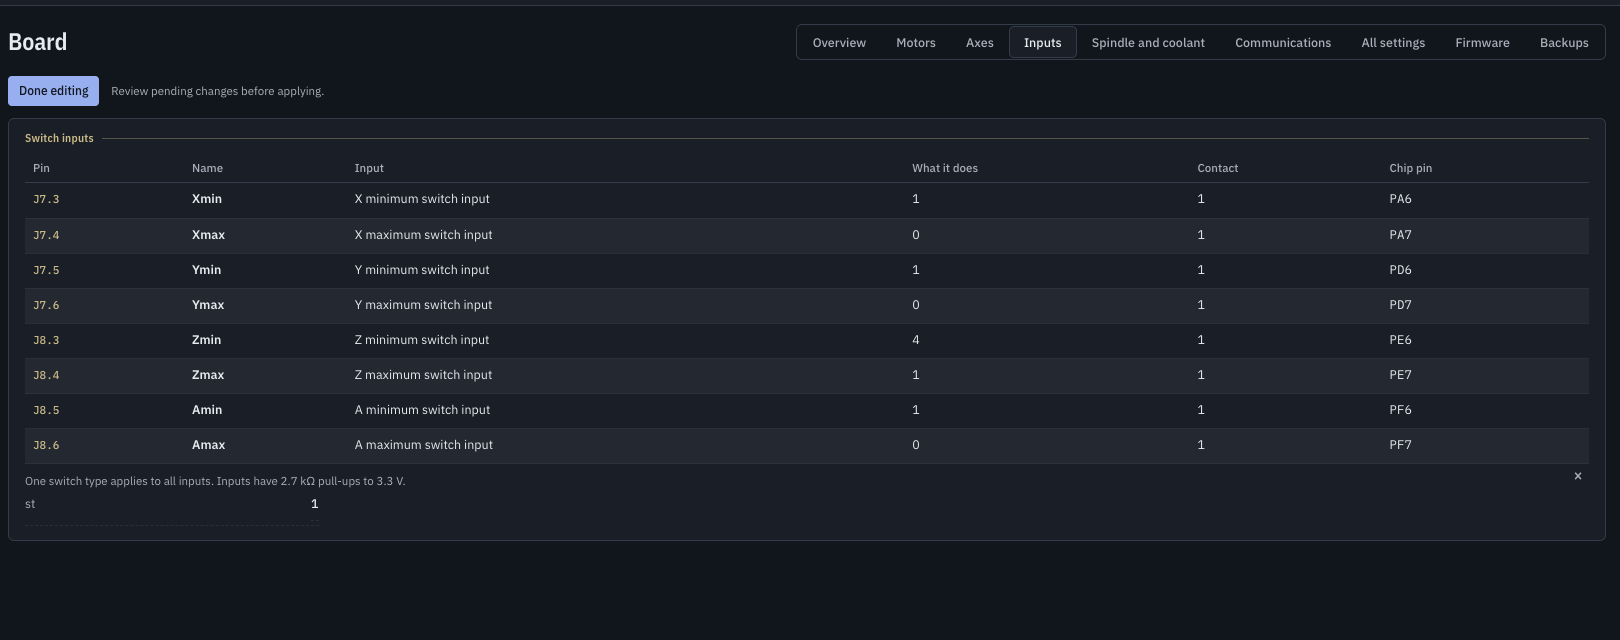 Board
Overview Motors Axes Inputs Spindle and coolant Communications All settings Firmware Backups
Done editing Review pending changes before applying.
Switch inputs
Pin Name Input What it does Contact Chip pin
J7.3 Xmin X minimum switch input 1 1 PA6
J7.4 Xmax X maximum switch input 0 1 PA7
J7.5 Ymin Y minimum switch input 1 1 PD6
J7.6 Ymax Y maximum switch input 0 1 PD7
J8.3 Zmin Z minimum switch input 4 1 PE6
J8.4 Zmax Z maximum switch input 1 1 PE7
J8.5 Amin A minimum switch input 1 1 PF6
J8.6 Amax A maximum switch input 0 1 PF7
One switch type applies to all inputs. Inputs have 2.7 kΩ pull-ups to 3.3 V. ×
st 1